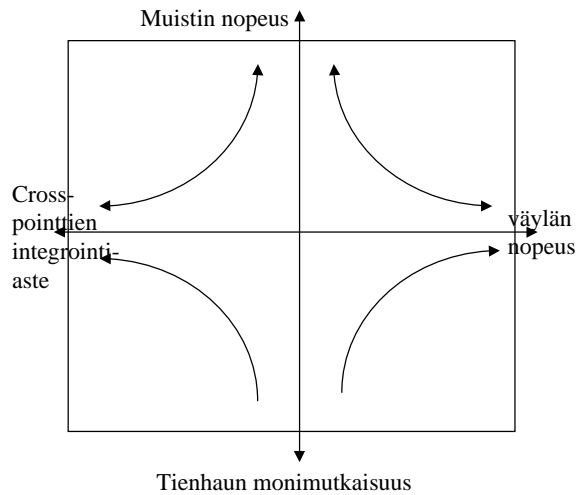 Muistin nopeus
Cross-
pointtien
integrointi-
aste
väylän
nopeus
Tienhaun monimutkaisuus